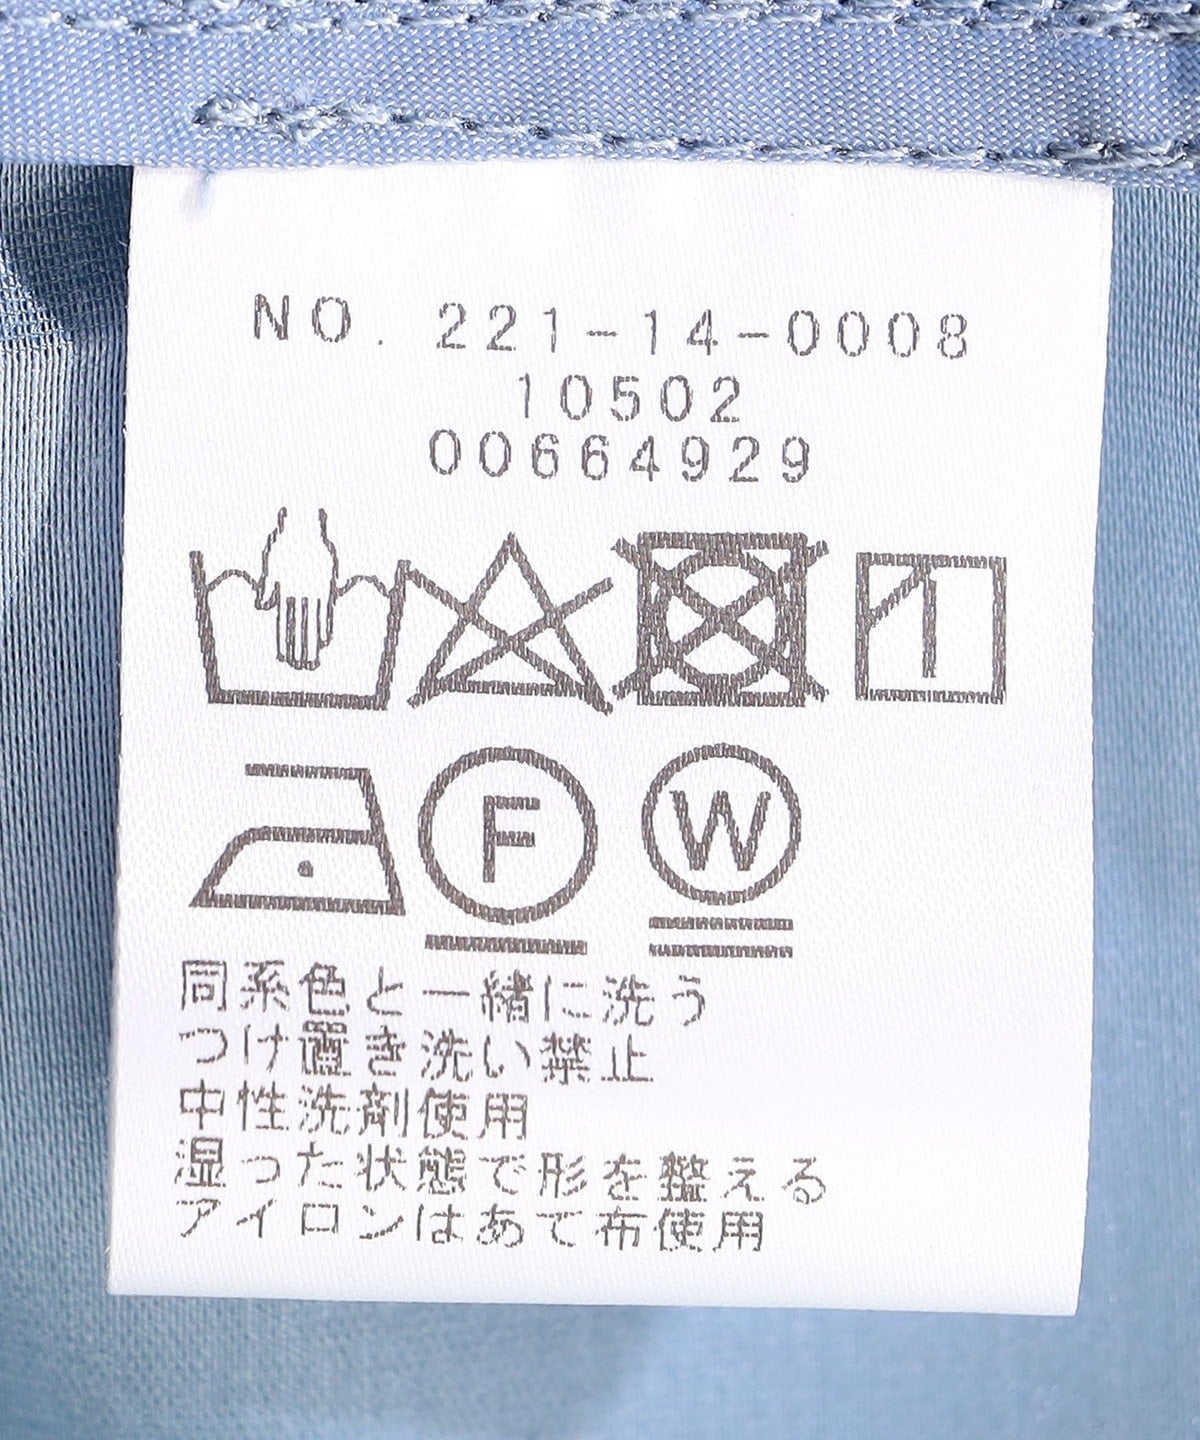 NO. 221-14-0008
10502
00664929
F W
同系色と一緒に洗う
つけ置き洗い禁止
中性洗剤使用
湿った状態で形を整える
アイロンはあて布使用